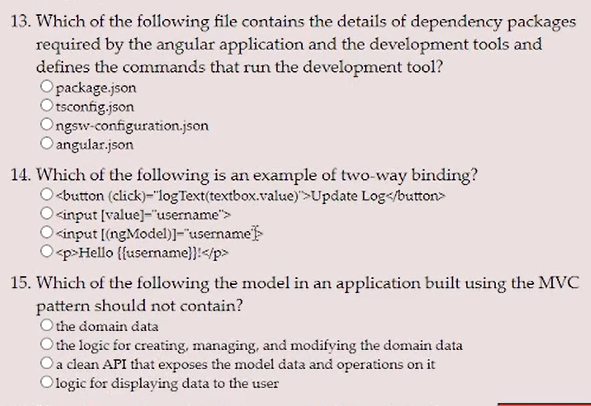 13. Which of the following file contains the details of dependency packages
required by the angular application and the development tools and
defines the commands that run the development tool?
package.json
tsconfig.json
ngsw-configuration.json
angular.json
14. Which of the following is an example of two-way binding?
<button (click)="logText(textbox.value)">Update Log</button>
<input [value]="username">
<input [(ngModel)]="username">
<p>Hello {{username}}!</p>
15. Which of the following the model in an application built using the MVC
pattern should not contain?
the domain data
the logic for creating, managing, and modifying the domain data
a clean API that exposes the model data and operations on it
logic for displaying data to the user